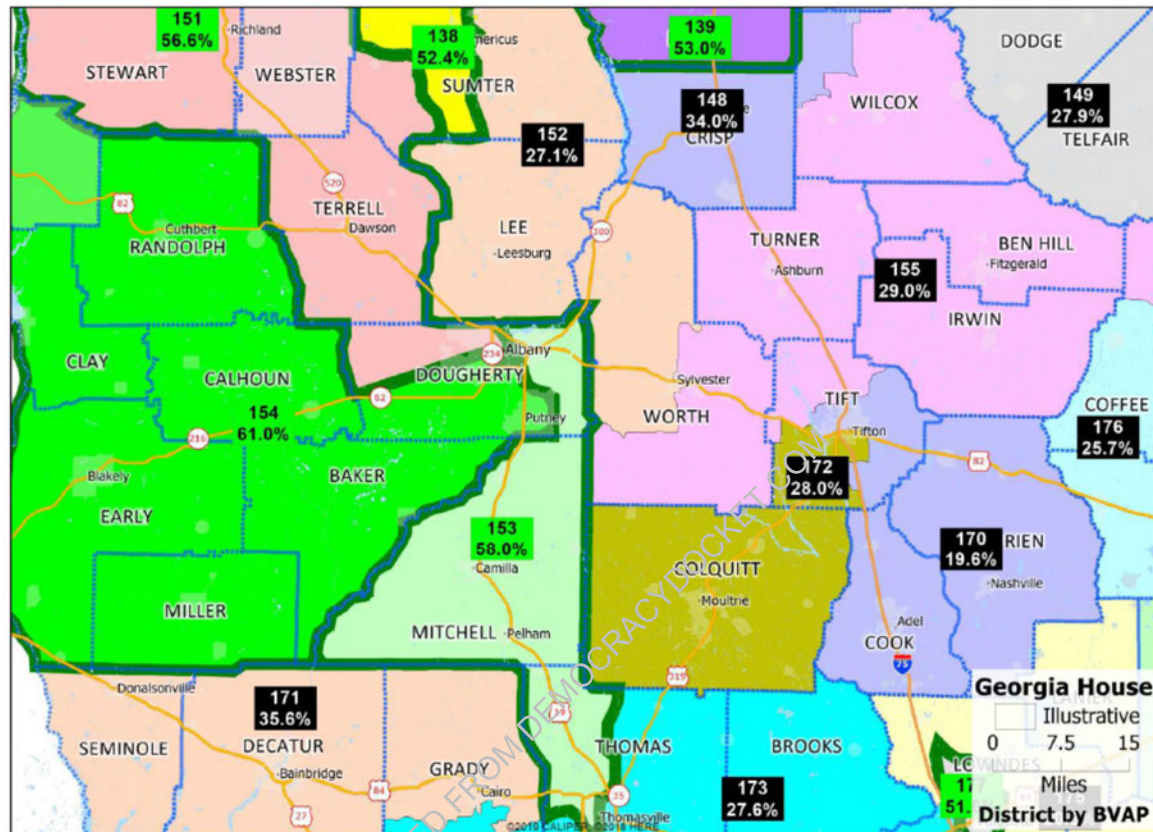 151
56.6%
Richland
STEWART
WEBSTER
138
52.4%
mericus
SUMTER
139
53.0%
DODGE
148
34.0%
CRISP
WILCOX
149
27.9%
TELFAIR
152
27.1%
520
82
Cuthbert
RANDOLPH
TERRELL
Dawson
LEE
Leesburg
300
TURNER
Ashburn
BEN HILL
Fitzgerald
155
29.0%
IRWIN
CLAY
CALHOUN
234
Albany
DOUGHERTY
62
Putney
Sylvester
WORTH
TIFT
Tifton
COFFEE
176
25.7%
154
61.0%
216
Blakely
BAKER
EARLY
172
28.0%
82
153
58.0%
Camilla
COLQUITT
Moultrie
170
19.6%
RIEN
Nashville
MILLER
MITCHELL
Pelham
Adel
COOK
75
319
Donalsonville
171
35.6%
SEMINOLE
DECATUR
Bainbridge
GRADY
Cairo
84
27
THOMAS
35
Thomasville
BROOKS
173
27.6%
LANIER
177
51.
175
Georgia House
Illustrative
0 7.5 15
Miles
District by BVAP
©2019 CALIPER; ©2018 HERE
D FROM DEMOCRACYDOCKET.COM